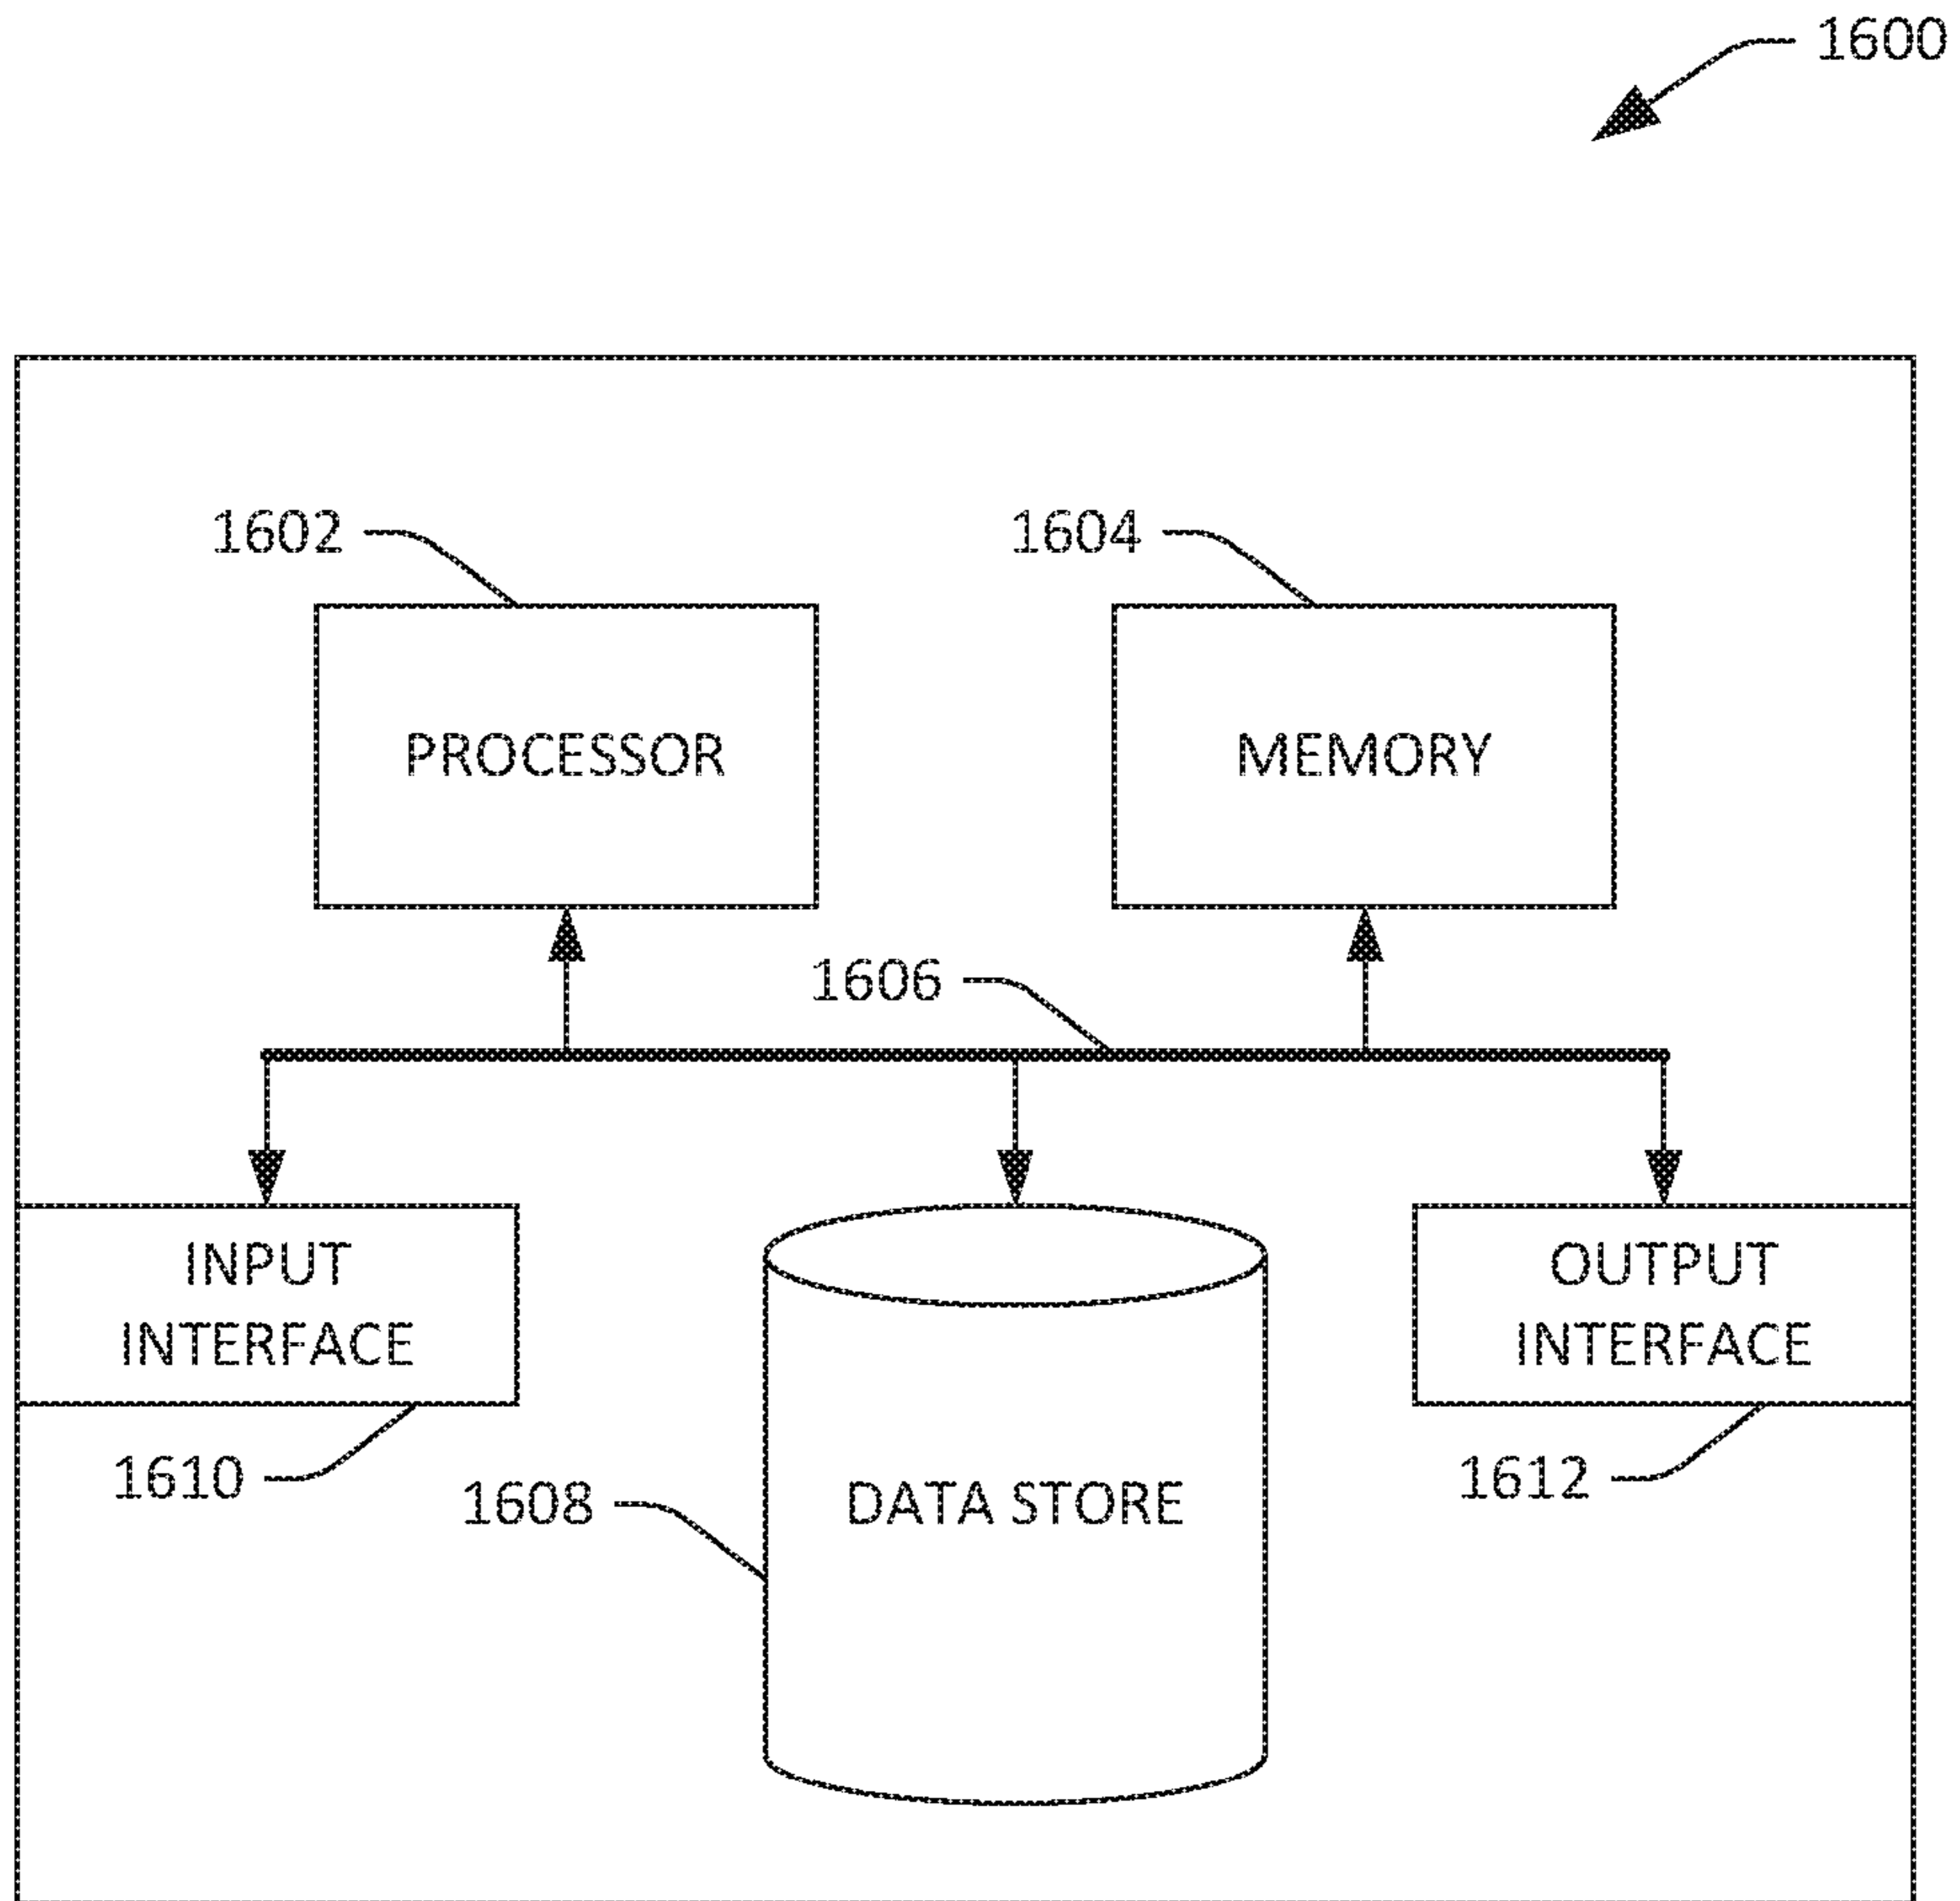 1600
1602
1604
PROCESSOR
MEMORY
1606
INPUT
INTERFACE
OUTPUT
INTERFACE
1610
1608
DATA STORE
1612